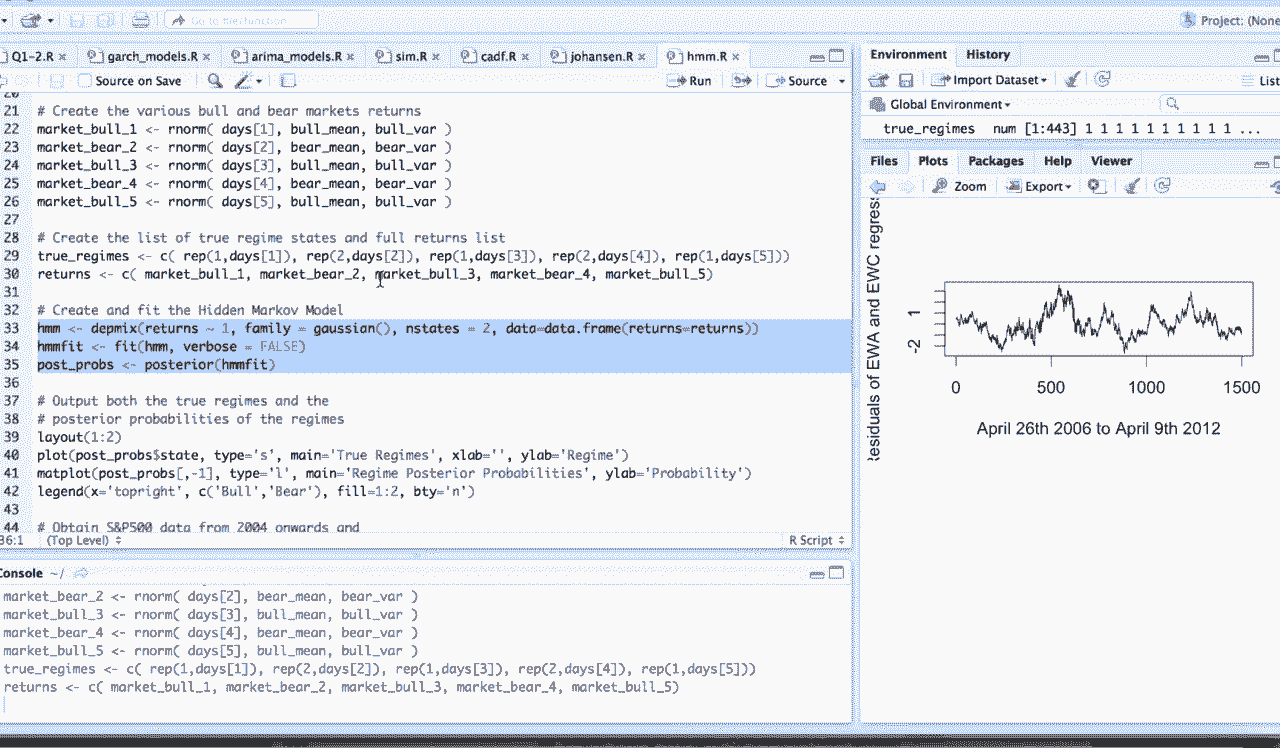 Go to file/function
Project: (None
Q1-2.R × garch_models.R × arima_models.R × sim.R × cadf.R × johansen.R × hmm.R ×
Source on Save Run Source
20
21 # Create the various bull and bear markets returns
22 market_bull_1 <- rnorm( days[1], bull_mean, bull_var )
23 market_bear_2 <- rnorm( days[2], bear_mean, bear_var )
24 market_bull_3 <- rnorm( days[3], bull_mean, bull_var )
25 market_bear_4 <- rnorm( days[4], bear_mean, bear_var )
26 market_bull_5 <- rnorm( days[5], bull_mean, bull_var )
27
28 # Create the list of true regime states and full returns list
29 true_regimes <- c( rep(1,days[1]), rep(2,days[2]), rep(1,days[3]), rep(2,days[4]), rep(1,days[5]))
30 returns <- c( market_bull_1, market_bear_2, market_bull_3, market_bear_4, market_bull_5)
31
32 # Create and fit the Hidden Markov Model
33 hmm <- depmix(returns ~ 1, family = gaussian(), nstates = 2, data=data.frame(returns=returns))
34 hmmfit <- fit(hmm, verbose = FALSE)
35 post_probs <- posterior(hmmfit)
36
37 # Output both the true regimes and the
38 # posterior probabilities of the regimes
39 layout(1:2)
40 plot(post_probs$state, type='s', main='True Regimes', xlab='', ylab='Regime')
41 matplot(post_probs[,-1], type='l', main='Regime Posterior Probabilities', ylab='Probability')
42 legend(x='topright', c('Bull','Bear'), fill=1:2, bty='n')
43
44 # Obtain S&P500 data from 2004 onwards and
36:1 (Top Level) R Script
Console ~/
market_bear_2 <- rnorm( days[2], bear_mean, bear_var )
market_bull_3 <- rnorm( days[3], bull_mean, bull_var )
market_bear_4 <- rnorm( days[4], bear_mean, bear_var )
market_bull_5 <- rnorm( days[5], bull_mean, bull_var )
true_regimes <- c( rep(1,days[1]), rep(2,days[2]), rep(1,days[3]), rep(2,days[4]), rep(1,days[5]))
returns <- c( market_bull_1, market_bear_2, market_bull_3, market_bear_4, market_bull_5)
Environment History
Import Dataset List
Global Environment
true_regimes num [1:443] 1 1 1 1 1 1 1 1 1 1 ...
Files Plots Packages Help Viewer
Zoom Export
esiduals of EWA and EWC regress
1
-2
0 500 1000 1500
April 26th 2006 to April 9th 2012